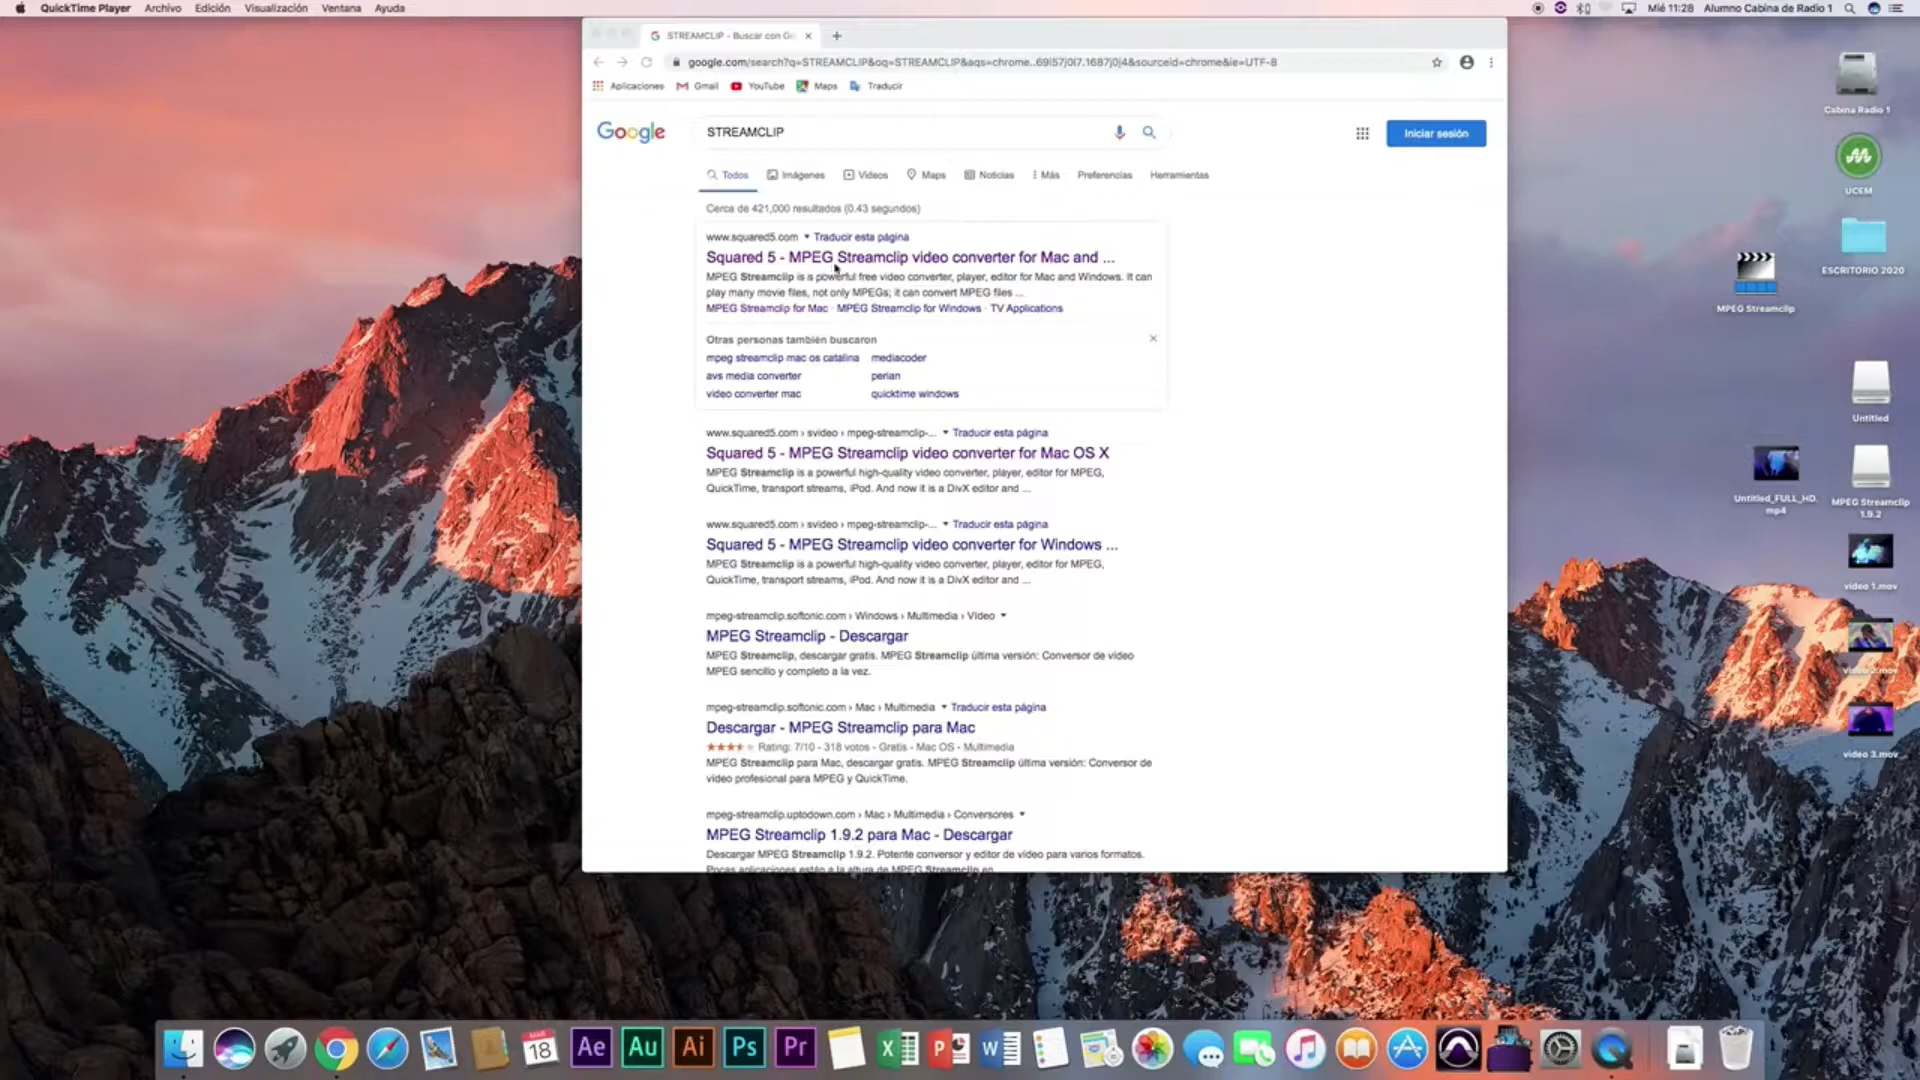 QuickTime Player Archivo Edición Visualización Ventana Ayuda
Mié 11:28 Alumno Cabina de Radio 1
STREAMCLIP - Buscar con Go
google.com/search?q=STREAMCLIP&oq=STREAMCLIP&aqs=chrome..69i57j0l7.1687j0j4&sourceid=chrome&ie=UTF-8
Aplicaciones Gmail YouTube Maps Traducir
Google STREAMCLIP Iniciar sesión
Todos Imágenes Vídeos Maps Noticias Más Preferencias Herramientas
Cerca de 421,000 resultados (0.43 segundos)
www.squared5.com Traducir esta página
Squared 5 - MPEG Streamclip video converter for Mac and ...
MPEG Streamclip is a powerful free video converter, player, editor for Mac and Windows. It can
play many movie files, not only MPEGs; it can convert MPEG files ...
MPEG Streamclip for Mac · MPEG Streamclip for Windows · TV Applications
Otras personas también buscaron
mpeg streamclip mac os catalina mediacoder
avs media converter perian
video converter mac quicktime windows
www.squared5.com › svideo › mpeg-streamclip-... Traducir esta página
Squared 5 - MPEG Streamclip video converter for Mac OS X
MPEG Streamclip is a powerful high-quality video converter, player, editor for MPEG,
QuickTime, transport streams, iPod. And now it is a DivX editor and ...
www.squared5.com › svideo › mpeg-streamclip-... Traducir esta página
Squared 5 - MPEG Streamclip video converter for Windows ...
MPEG Streamclip is a powerful high-quality video converter, player, editor for MPEG,
QuickTime, transport streams, iPod. And now it is a DivX editor and ...
mpeg-streamclip.softonic.com › Windows › Multimedia › Vídeo
MPEG Streamclip - Descargar
MPEG Streamclip, descargar gratis. MPEG Streamclip última versión: Conversor de vídeo
MPEG sencillo y completo a la vez.
mpeg-streamclip.softonic.com › Mac › Multimedia Traducir esta página
Descargar - MPEG Streamclip para Mac
Rating: 7/10 - 318 votos - Gratis - Mac OS - Multimedia
MPEG Streamclip para Mac, descargar gratis. MPEG Streamclip última versión: Conversor de
vídeo profesional para MPEG y QuickTime.
mpeg-streamclip.uptodown.com › Mac › Multimedia › Conversores
MPEG Streamclip 1.9.2 para Mac - Descargar
Descargar MPEG Streamclip 1.9.2. Potente conversor y editor de vídeo para varios formatos.
Pocas aplicaciones están a la altura de MPEG Streamclip en
Cabina Radio 1
UCEM
ESCRITORIO 2020
MPEG Streamclip
Untitled
Untitled_FULL_HD.
mp4
MPEG Streamclip
1.9.2
video 1.mov
video 2.mov
video 3.mov
MAR
18
Ae Au Ai Ps Pr X P W